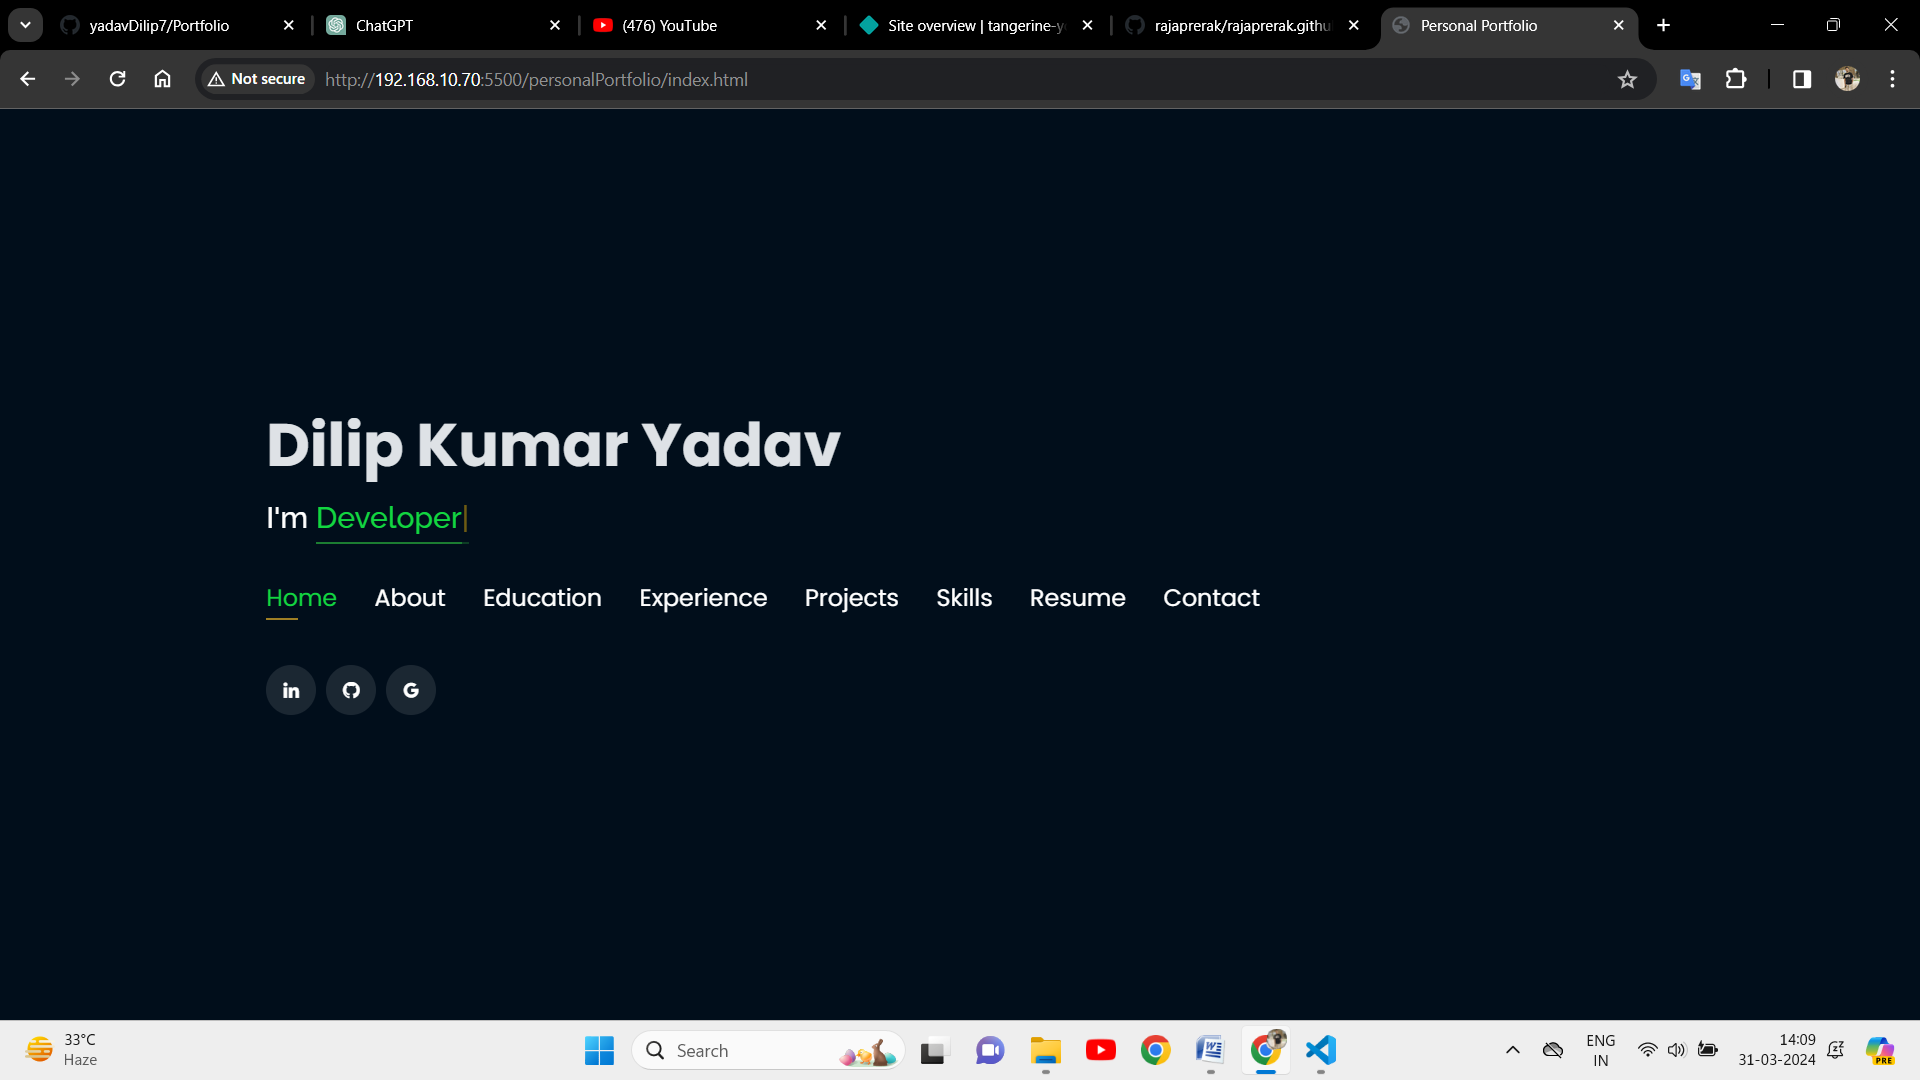 yadavDilip7/Portfolio
ChatGPT
(476) YouTube
Site overview | tangerine-y
rajaprerak/rajaprerak.githu
Personal Portfolio
Not secure
http://192.168.10.70:5500/personalPortfolio/index.html
Dilip Kumar Yadav
I'm Developer|
Home About Education Experience Projects Skills Resume Contact
in G
33°C
Haze
Search
ENG
IN
14:09
31-03-2024
PRE